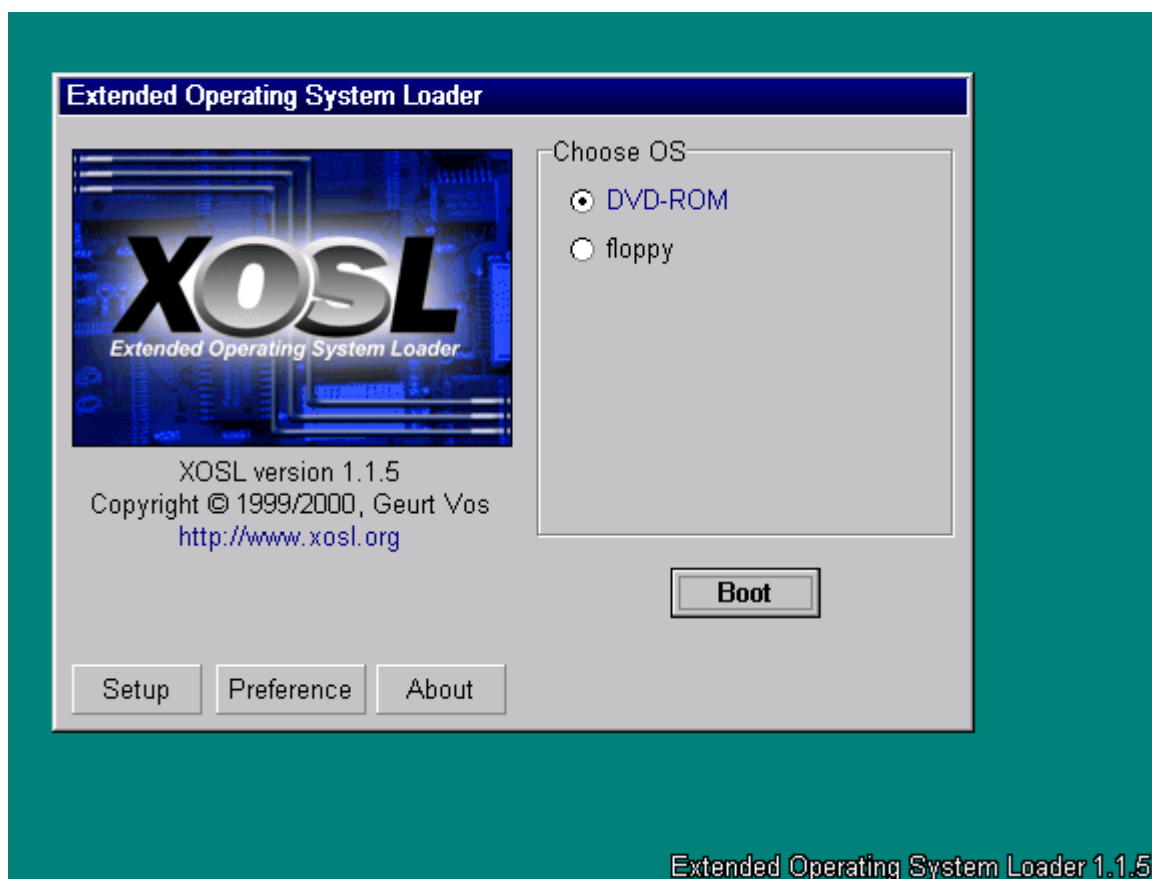 Extended Operating System Loader
XOSL
Extended Operating System Loader
XOSL version 1.1.5
Copyright © 1999/2000, Geurt Vos
http://www.xosl.org
Choose OS
DVD-ROM
floppy
Boot
Setup
Preference
About
Extended Operating System Loader 1.1.5